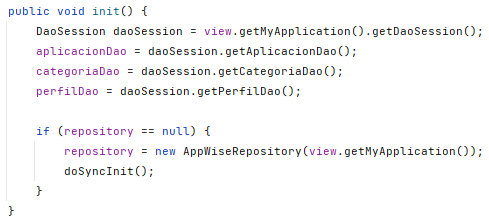 public void init() {
    DaoSession daoSession = view.getMyApplication().getDaoSession();
    aplicacionDao = daoSession.getAplicacionDao();
    categoriaDao = daoSession.getCategoriaDao();
    perfilDao = daoSession.getPerfilDao();

    if (repository == null) {
        repository = new AppWiseRepository(view.getMyApplication());
        doSyncInit();
    }
}